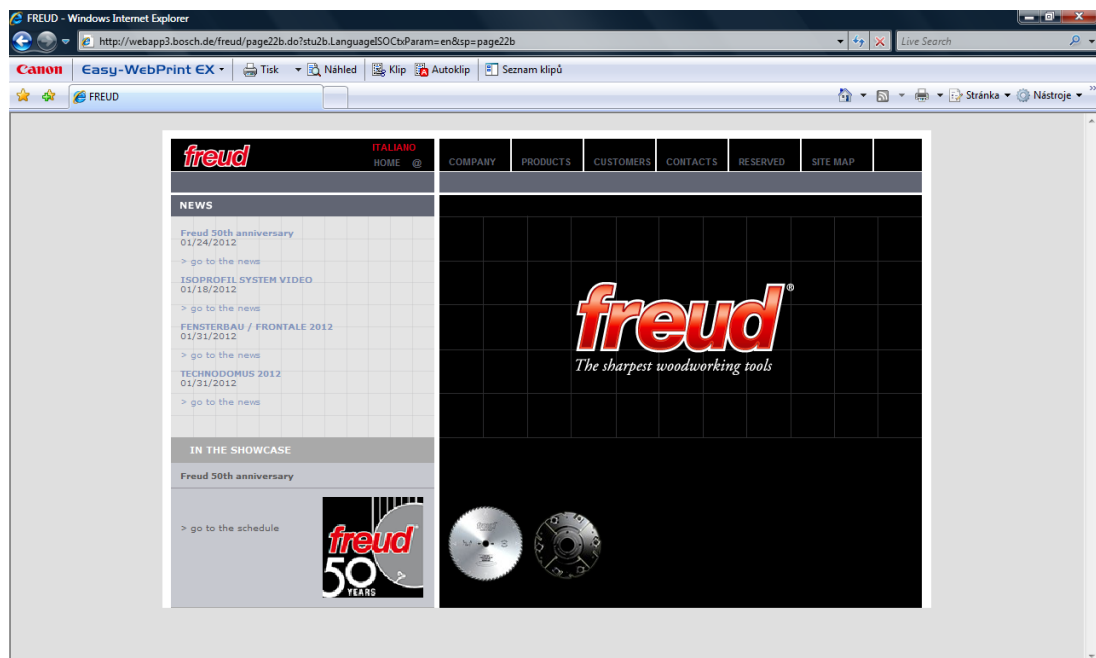 FREUD - Windows Internet Explorer
http://webapp3.bosch.de/freud/page22b.do?stu2b.LanguageISOCtxParam=en&sp=page22b
Live Search
Canon Easy-WebPrint EX Tisk Náhled Klip Autoklip Seznam klipů
FREUD
Stránka Nástroje
freud
ITALIANO
HOME @
COMPANY PRODUCTS CUSTOMERS CONTACTS RESERVED SITE MAP
NEWS
Freud 50th anniversary
01/24/2012
> go to the news
ISOPROFIL SYSTEM VIDEO
01/18/2012
> go to the news
FENSTERBAU / FRONTALE 2012
01/31/2012
> go to the news
TECHNODOMUS 2012
01/31/2012
> go to the news
freud®
The sharpest woodworking tools
IN THE SHOWCASE
Freud 50th anniversary
> go to the schedule
freud
50
YEARS